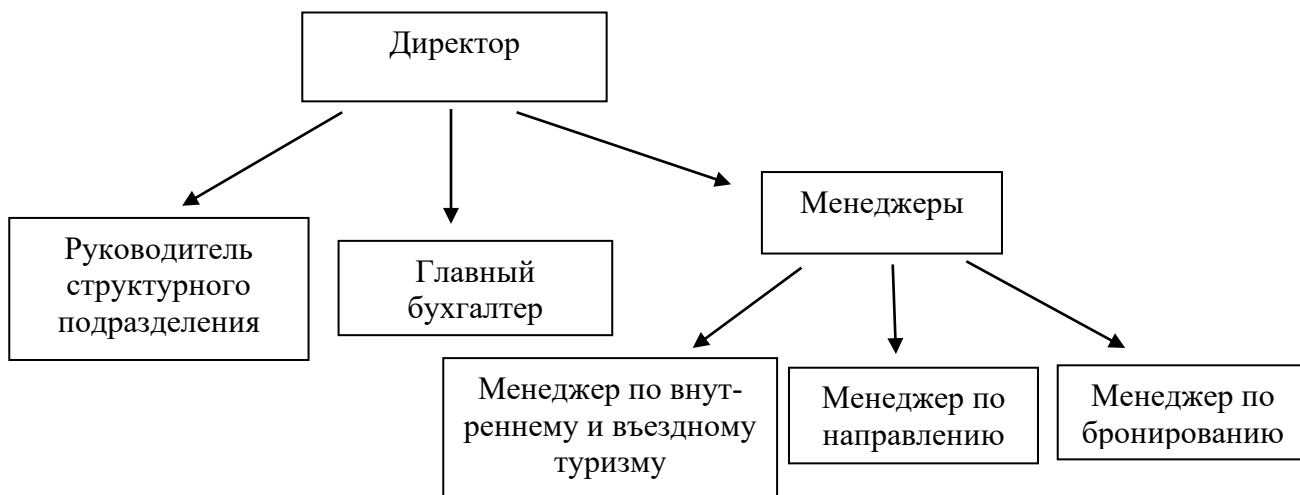 Директор
Менеджеры
Руководитель
структурного
подразделения
Главный
бухгалтер
Менеджер по внут-
реннему и въездному
туризму
Менеджер по
направлению
Менеджер по
бронированию